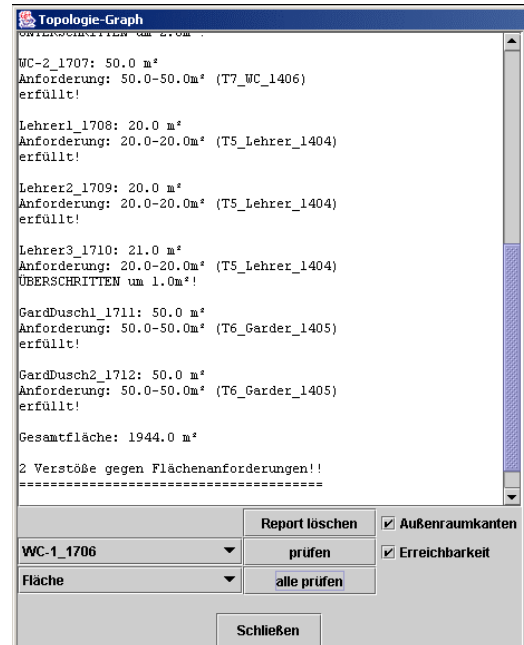 Topologie-Graph
UNTERSCHRITTEN um 2.0m²!
WC-2_1707: 50.0 m²
Anforderung: 50.0-50.0m² (T7_WC_1406)
erfüllt!
Lehrer1_1708: 20.0 m²
Anforderung: 20.0-20.0m² (T5_Lehrer_1404)
erfüllt!
Lehrer2_1709: 20.0 m²
Anforderung: 20.0-20.0m² (T5_Lehrer_1404)
erfüllt!
Lehrer3_1710: 21.0 m²
Anforderung: 20.0-20.0m² (T5_Lehrer_1404)
ÜBERSCHRITTEN um 1.0m²!
GardDusch1_1711: 50.0 m²
Anforderung: 50.0-50.0m² (T6_Garder_1405)
erfüllt!
GardDusch2_1712: 50.0 m²
Anforderung: 50.0-50.0m² (T6_Garder_1405)
erfüllt!
Gesamtfläche: 1944.0 m²
2 Verstöße gegen Flächenanforderungen!!
=======================================
Report löschen
Außenraumkanten
WC-1_1706
prüfen
Erreichbarkeit
Fläche
alle prüfen
Schließen